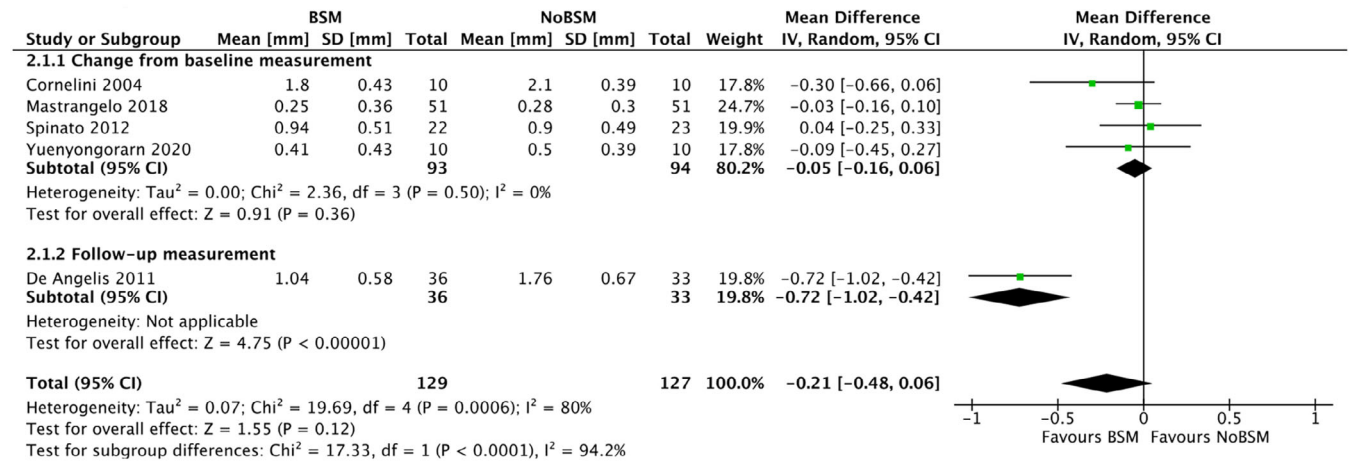 BSM NoBSM Mean Difference Mean Difference
Study or Subgroup Mean [mm] SD [mm] Total Mean [mm] SD [mm] Total Weight IV, Random, 95% CI IV, Random, 95% CI
2.1.1 Change from baseline measurement
Cornelini 2004 1.8 0.43 10 2.1 0.39 10 17.8% −0.30 [−0.66, 0.06]
Mastrangelo 2018 0.25 0.36 51 0.28 0.3 51 24.7% −0.03 [−0.16, 0.10]
Spinato 2012 0.94 0.51 22 0.9 0.49 23 19.9% 0.04 [−0.25, 0.33]
Yuenyongorarn 2020 0.41 0.43 10 0.5 0.39 10 17.8% −0.09 [−0.45, 0.27]
Subtotal (95% CI) 93 94 80.2% −0.05 [−0.16, 0.06]
Heterogeneity: Tau² = 0.00; Chi² = 2.36, df = 3 (P = 0.50); I² = 0%
Test for overall effect: Z = 0.91 (P = 0.36)
2.1.2 Follow-up measurement
De Angelis 2011 1.04 0.58 36 1.76 0.67 33 19.8% −0.72 [−1.02, −0.42]
Subtotal (95% CI) 36 33 19.8% −0.72 [−1.02, −0.42]
Heterogeneity: Not applicable
Test for overall effect: Z = 4.75 (P < 0.00001)
Total (95% CI) 129 127 100.0% −0.21 [−0.48, 0.06]
Heterogeneity: Tau² = 0.07; Chi² = 19.69, df = 4 (P = 0.0006); I² = 80%
Test for overall effect: Z = 1.55 (P = 0.12)
Test for subgroup differences: Chi² = 17.33, df = 1 (P < 0.0001), I² = 94.2%
−1 −0.5 0 0.5 1
Favours BSM Favours NoBSM